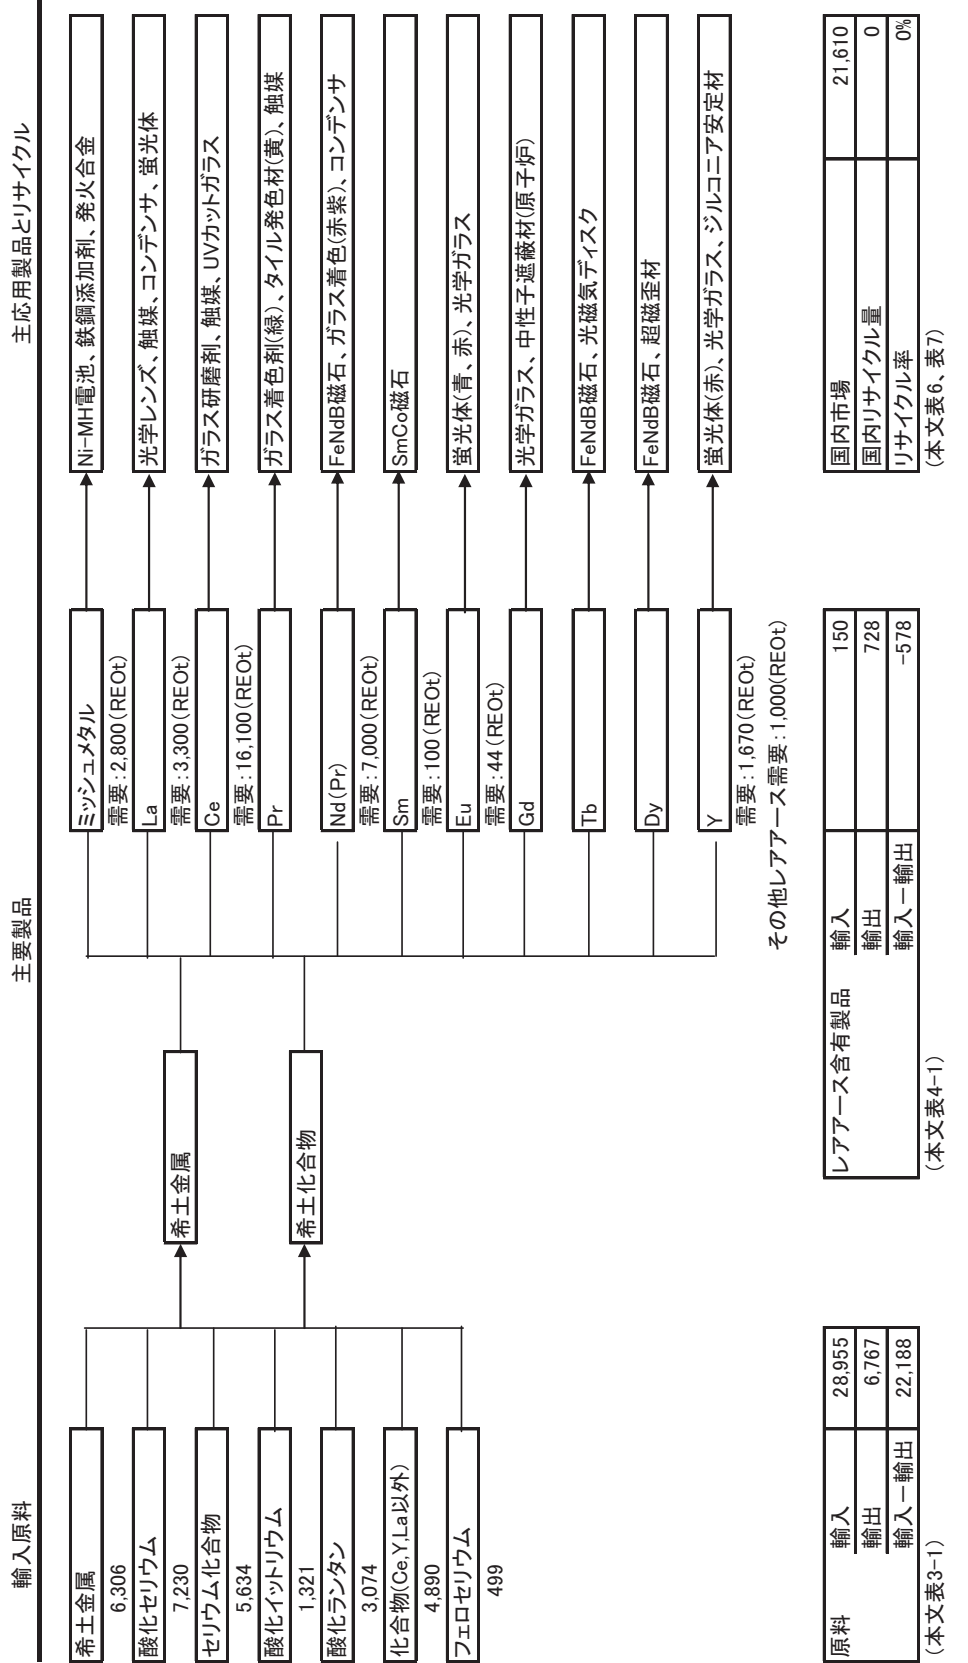 輸入原料
主要製品
主応用製品とリサイクル
希土金属
6,306
酸化セリウム
7,230
セリウム化合物
5,634
酸化イットリウム
1,321
酸化ランタン
3,074
化合物(Ce,Y,La以外)
4,890
フェロセリウム
499
希土金属
希土化合物
ミッシュメタル
需要:2,800(REOt)
La
需要:3,300(REOt)
Ce
需要:16,100(REOt)
Pr
Nd(Pr)
需要:7,000(REOt)
Sm
需要:100(REOt)
Eu
需要:44(REOt)
Gd
Tb
Dy
Y
需要:1,670(REOt)
その他レアアース需要:1,000(REOt)
Ni-MH電池、鉄鋼添加剤、発火合金
光学レンズ、触媒、コンデンサ、蛍光体
ガラス研磨剤、触媒、UVカットガラス
ガラス着色剤(緑)、タイル発色材(黄)、触媒
FeNdB磁石、ガラス着色(赤紫)、コンデンサ
SmCo磁石
蛍光体(青、赤)、光学ガラス
光学ガラス、中性子遮蔽材(原子炉)
FeNdB磁石、光磁気ディスク
FeNdB磁石、超磁歪材
蛍光体(赤)、光学ガラス、ジルコニア安定材
原料 輸入 28,955
輸出 6,767
輸入ー輸出 22,188
(本文表3-1)
レアアース含有製品 輸入 150
輸出 728
輸入ー輸出 -578
(本文表4-1)
国内市場 21,610
国内リサイクル量 0
リサイクル率 0%
(本文表6、表7)